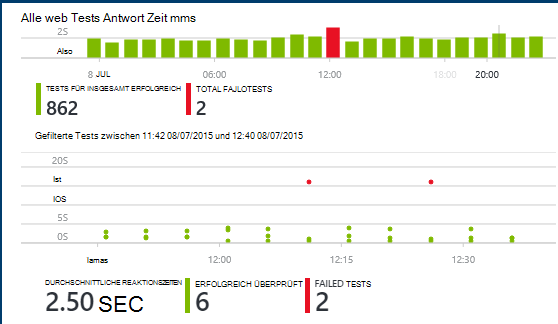 Alle web Tests Antwort Zeit mms
2S
Also
8 JUL 06:00 12:00 18:00 20:00
TESTS FÜR INSGESAMT ERFOLGREICH TOTAL FAJLOTESTS
862 2
Gefilterte Tests zwischen 11:42 08/07/2015 und 12:40 08/07/2015
20S
Ist
IOS
5S
0S
Iamas 12:00 12:15 12:30
DURCHSCHNITTLICHE REAKTIONSZEITEN ERFOLGREICH ÜBERPRÜFT FAILED TESTS
2.50 SEC 6 2